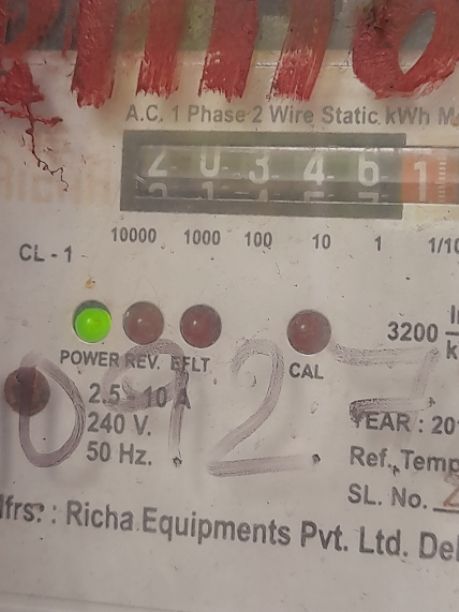 A.C. 1 Phase 2 Wire Static kWh
2 0 3 4 6 1
10000 1000 100 10 1 1/10
CL - 1
3200
POWER REV. EFLT CAL
2.5 - 10 A
240 V.
50 Hz.
0927
YEAR : 20
Ref. Temp
SL. No.
Mfrs. : Richa Equipments Pvt. Ltd.